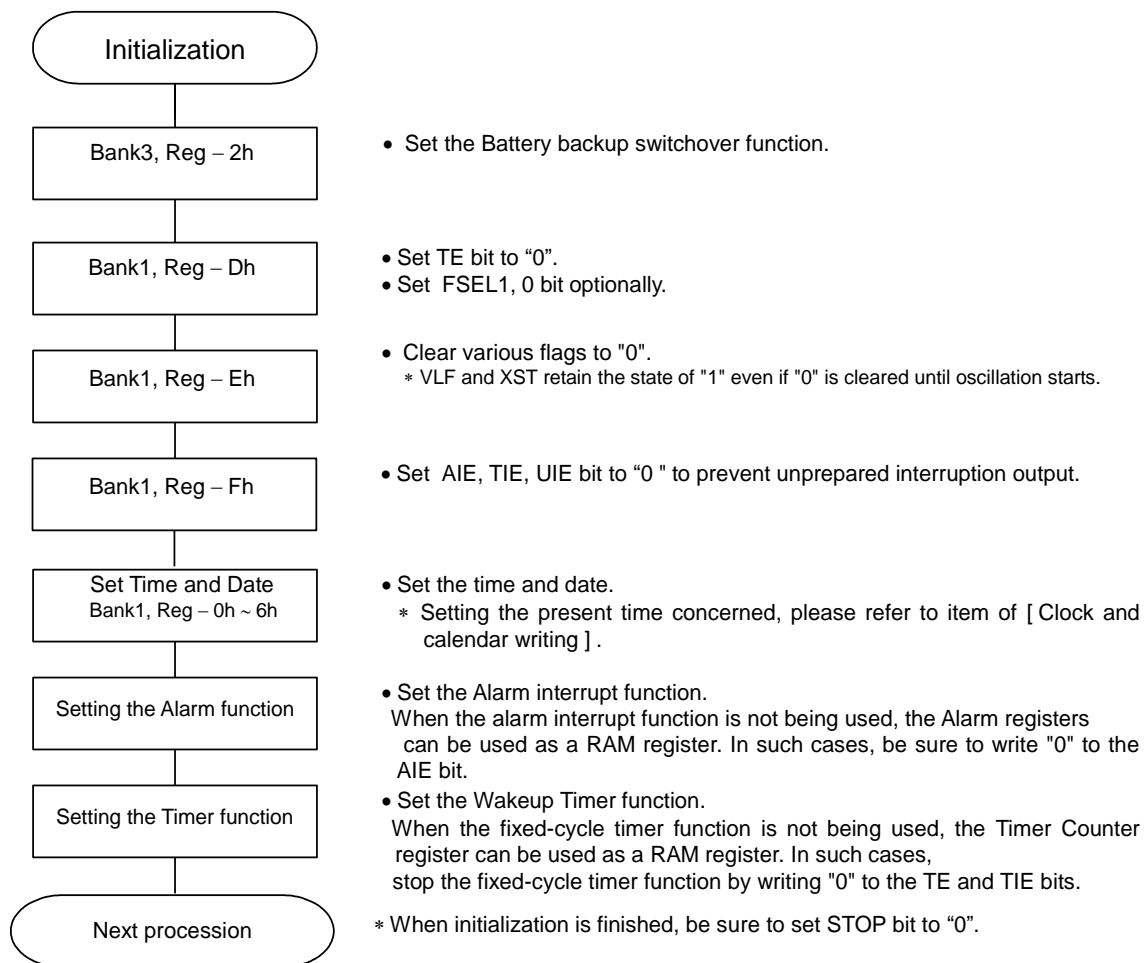 Initialization
Bank3, Reg – 2h
• Set the Battery backup switchover function.
Bank1, Reg – Dh
• Set TE bit to “0”.
• Set FSEL1, 0 bit optionally.
Bank1, Reg – Eh
• Clear various flags to "0".
* VLF and XST retain the state of "1" even if "0" is cleared until oscillation starts.
Bank1, Reg – Fh
• Set AIE, TIE, UIE bit to “0 " to prevent unprepared interruption output.
Set Time and Date
Bank1, Reg – 0h ~ 6h
• Set the time and date.
* Setting the present time concerned, please refer to item of [ Clock and
calendar writing ] .
Setting the Alarm function
• Set the Alarm interrupt function.
When the alarm interrupt function is not being used, the Alarm registers
can be used as a RAM register. In such cases, be sure to write "0" to the
AIE bit.
Setting the Timer function
• Set the Wakeup Timer function.
When the fixed-cycle timer function is not being used, the Timer Counter
register can be used as a RAM register. In such cases,
stop the fixed-cycle timer function by writing "0" to the TE and TIE bits.
Next procession
* When initialization is finished, be sure to set STOP bit to “0”.